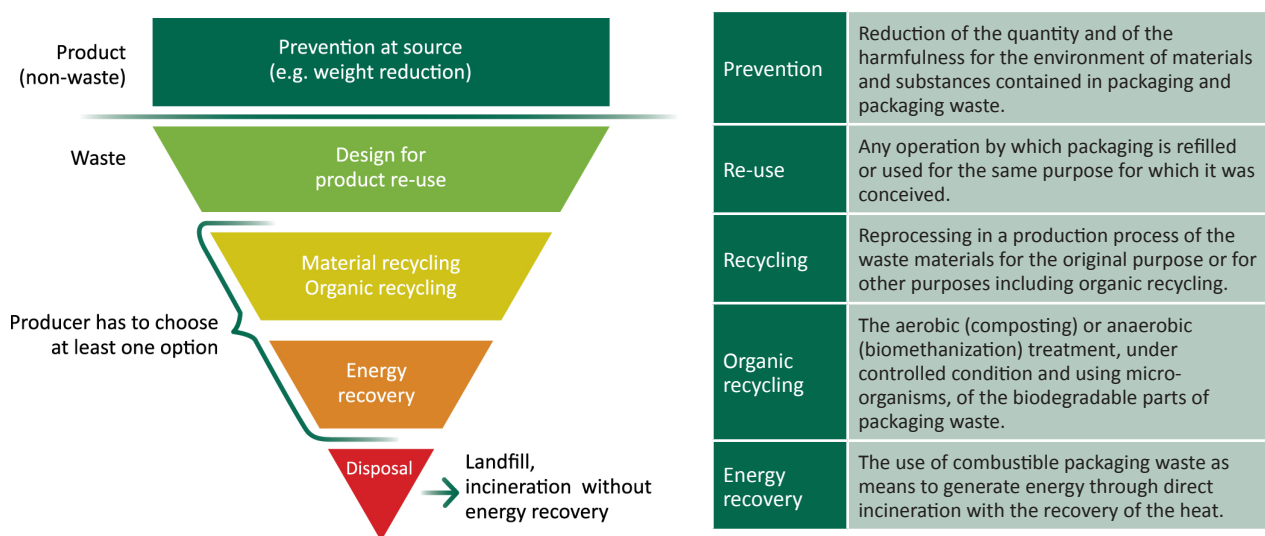 Product
(non-waste)
Prevention at source
(e.g. weight reduction)
Waste
Design for
product re-use
Material recycling
Organic recycling
Producer has to choose
at least one option
Energy
recovery
Disposal
Landfill,
incineration without
energy recovery
Prevention
Reduction of the quantity and of the
harmfulness for the environment of materials
and substances contained in packaging and
packaging waste.
Re-use
Any operation by which packaging is refilled
or used for the same purpose for which it was
conceived.
Recycling
Reprocessing in a production process of the
waste materials for the original purpose or for
other purposes including organic recycling.
Organic
recycling
The aerobic (composting) or anaerobic
(biomethanization) treatment, under
controlled condition and using micro-
organisms, of the biodegradable parts of
packaging waste.
Energy
recovery
The use of combustible packaging waste as
means to generate energy through direct
incineration with the recovery of the heat.